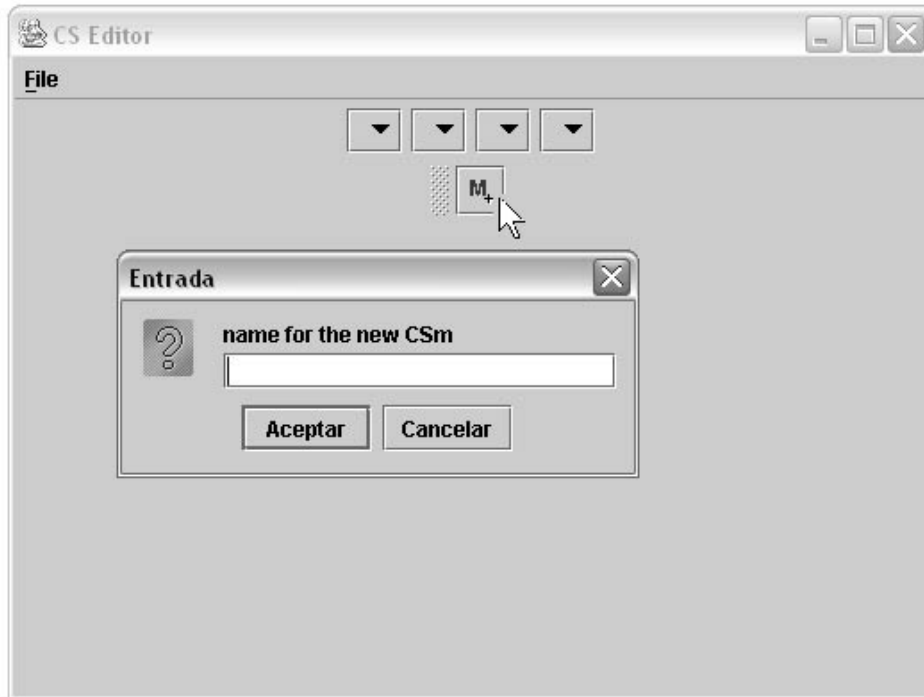 CS Editor
File
M+
Entrada
name for the new CSm
Aceptar Cancelar